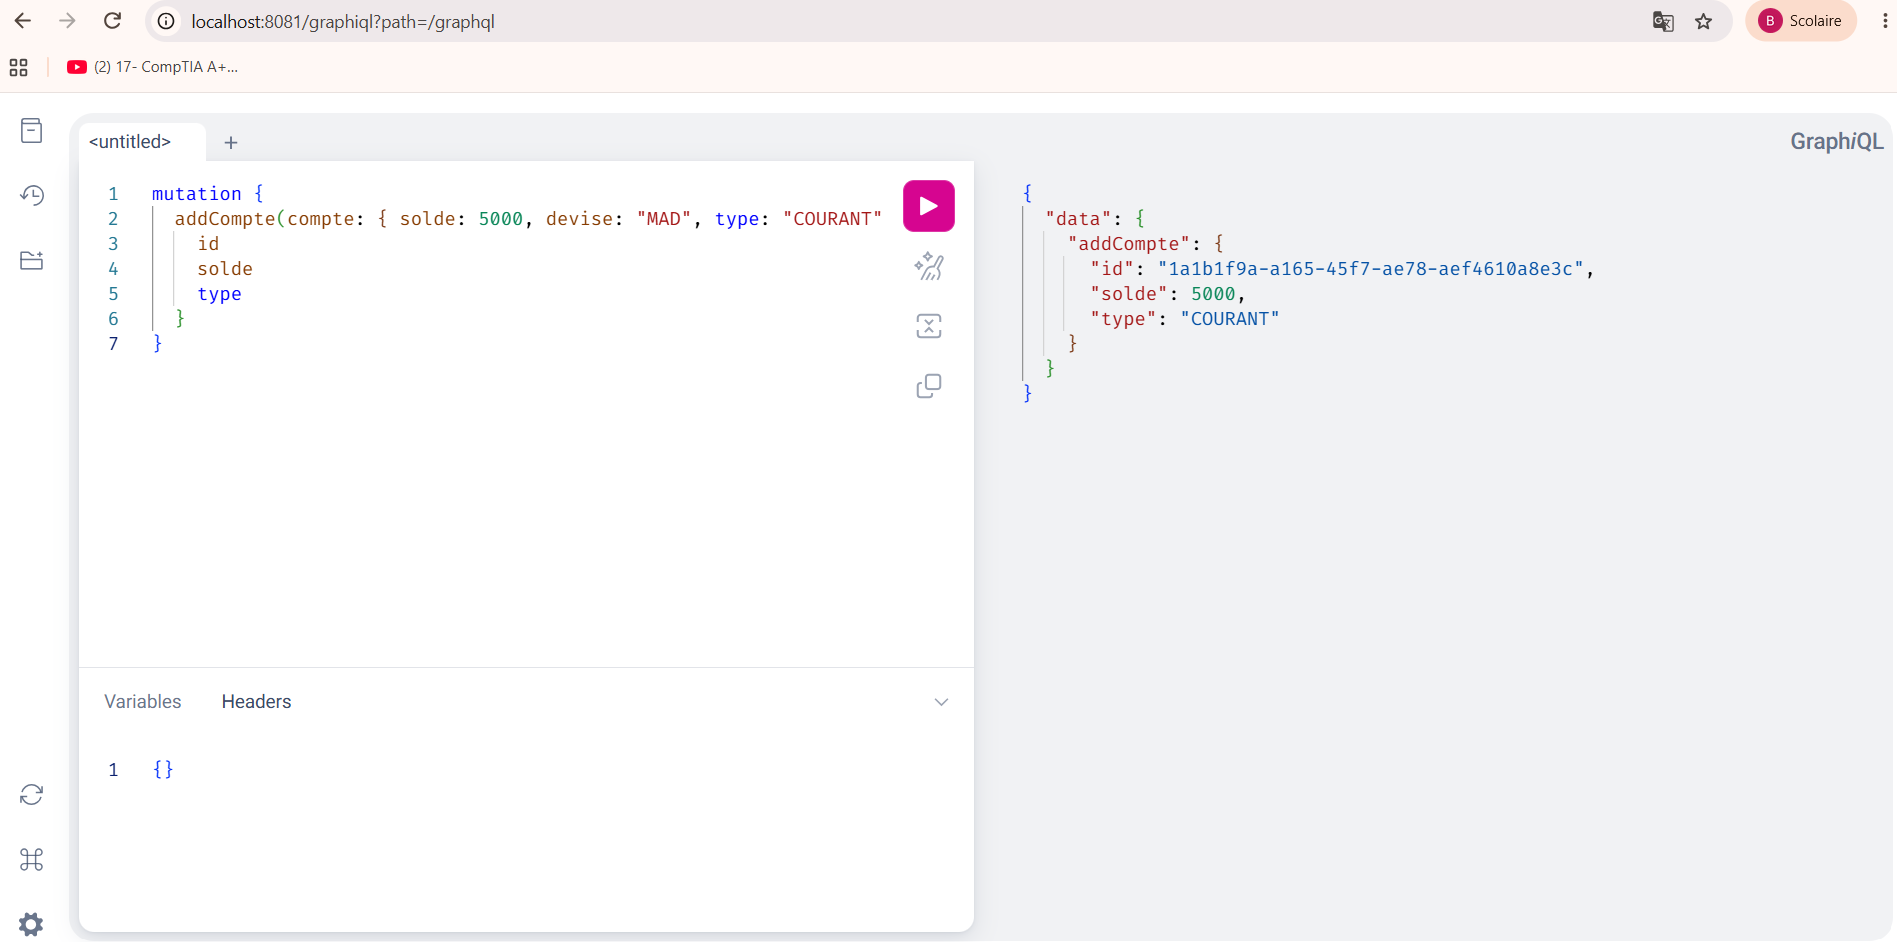 localhost:8081/graphiql?path=/graphql
B Scolaire
(2) 17- CompTIA A+...
<untitled> +
GraphiQL
1 mutation {
2 addCompte(compte: { solde: 5000, devise: "MAD", type: "COURANT"
3 id
4 solde
5 type
6 }
7 }
{
"data": {
"addCompte": {
"id": "1a1b1f9a-a165-45f7-ae78-aef4610a8e3c",
"solde": 5000,
"type": "COURANT"
}
}
}
Variables Headers
1 {}